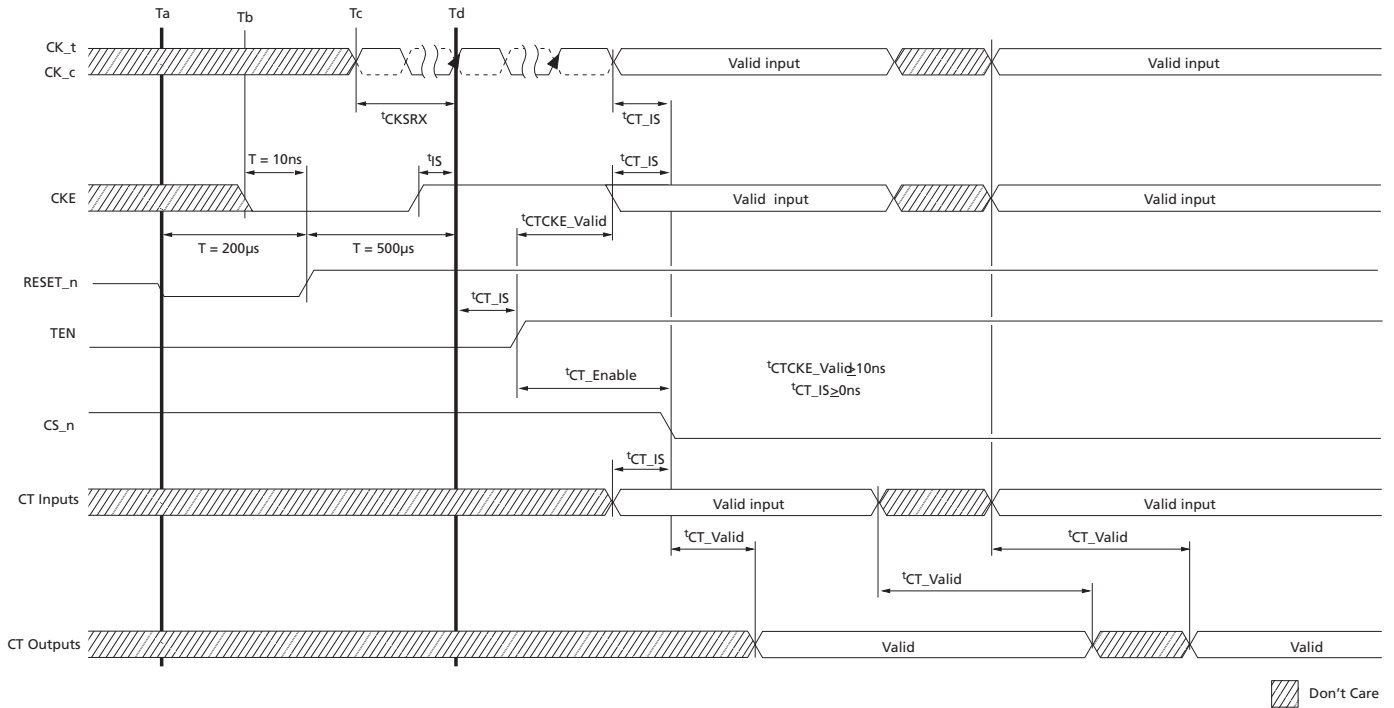 Ta
Tb
Tc
Td
CK_t
CK_c
Valid input
Valid input
tCKSRX
tCT_IS
T = 10ns
tIS
tCT_IS
CKE
Valid input
Valid input
tCTCKE_Valid
T = 200µs
T = 500µs
RESET_n
tCT_IS
TEN
tCT_Enable
tCTCKE_Valid≥10ns
tCT_IS≥0ns
CS_n
tCT_IS
CT Inputs
Valid input
Valid input
tCT_Valid
tCT_Valid
tCT_Valid
CT Outputs
Valid
Valid
Don't Care